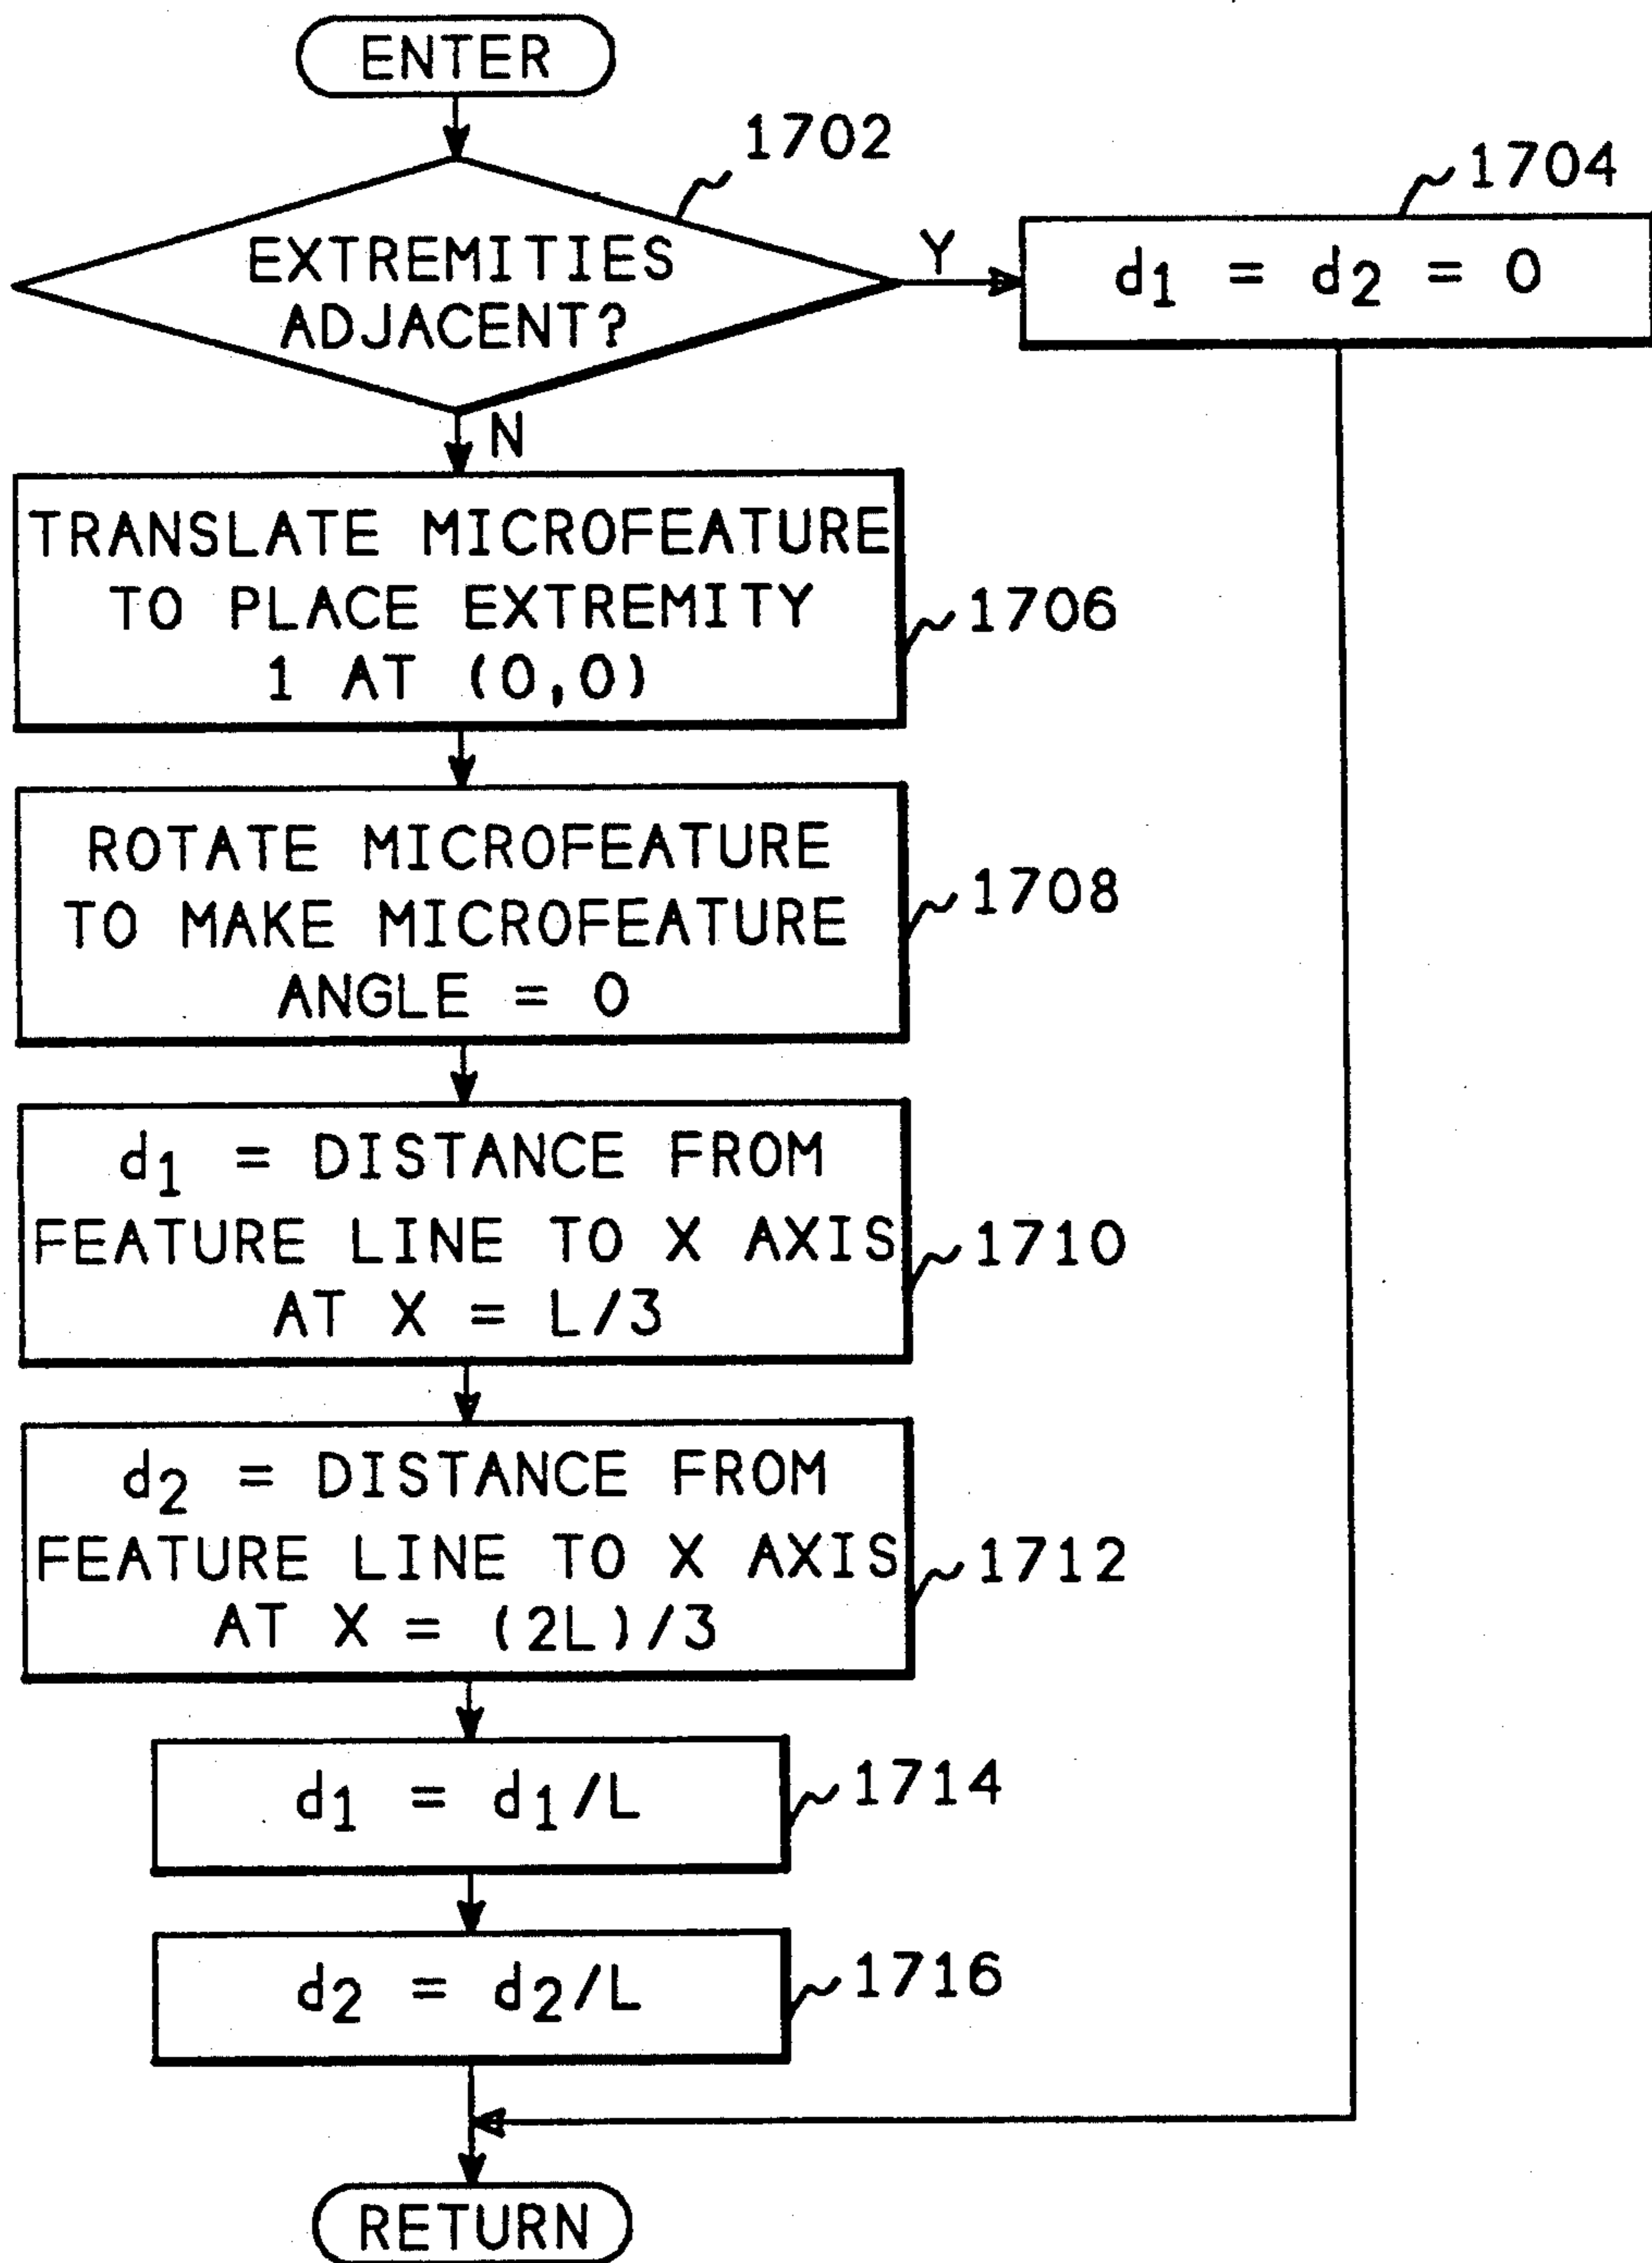 ENTER
1702
EXTREMITIES
ADJACENT?
Y
1704
d1 = d2 = 0
N
TRANSLATE MICROFEATURE
TO PLACE EXTREMITY
1 AT (0,0)
1706
ROTATE MICROFEATURE
TO MAKE MICROFEATURE
ANGLE = 0
1708
d1 = DISTANCE FROM
FEATURE LINE TO X AXIS
AT X = L/3
1710
d2 = DISTANCE FROM
FEATURE LINE TO X AXIS
AT X = (2L)/3
1712
d1 = d1/L
1714
d2 = d2/L
1716
RETURN